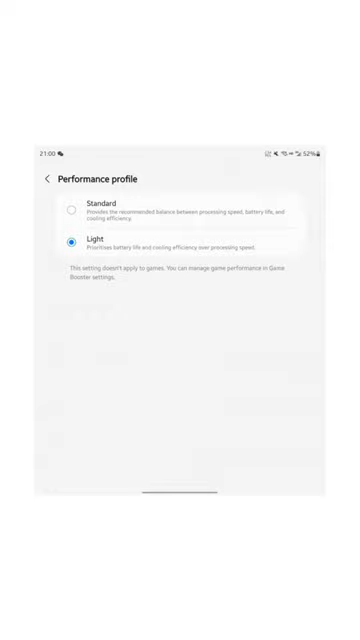 21:00
52%
Performance profile
Standard
Provides the recommended balance between processing speed, battery life, and
cooling efficiency.
Light
Prioritises battery life and cooling efficiency over processing speed.
This setting doesn't apply to games. You can manage game performance in Game
Booster settings.